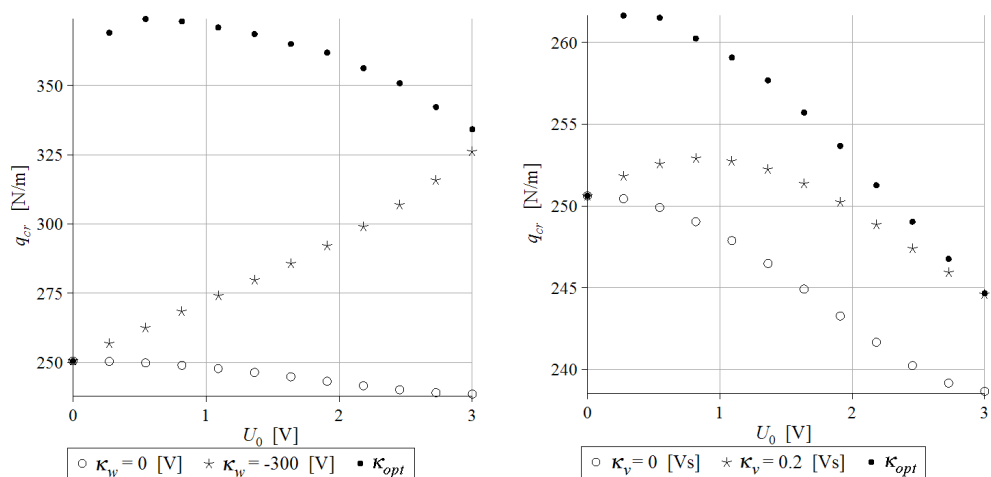 350
325
300
275
250
q_cr [N/m]
0 1 2 3
U_0 [V]
κ_w = 0 [V] κ_w = -300 [V] κ_opt
260
255
250
245
240
q_cr [N/m]
0 1 2 3
U_0 [V]
κ_v = 0 [Vs] κ_v = 0.2 [Vs] κ_opt